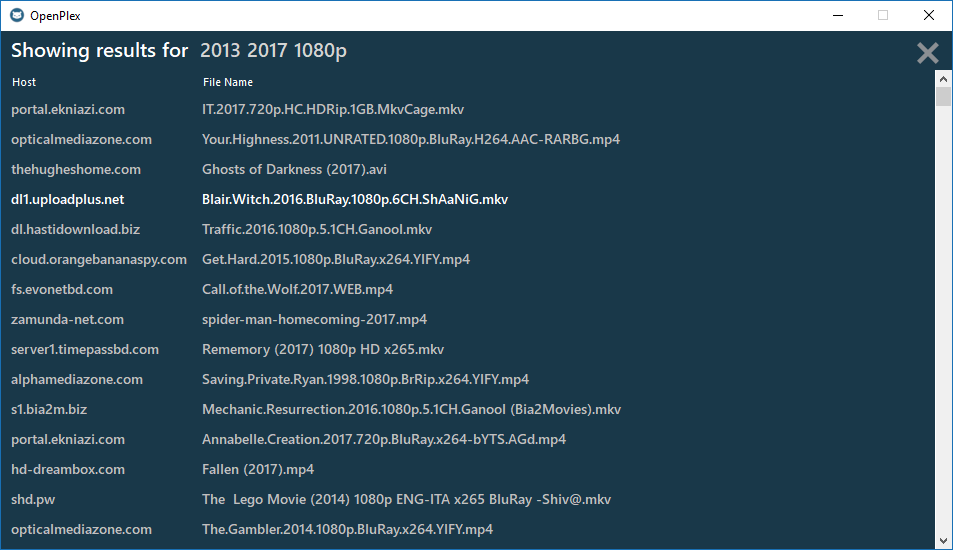 OpenPlex
Showing results for 2013 2017 1080p
Host File Name
portal.ekniazi.com IT.2017.720p.HC.HDRip.1GB.MkvCage.mkv
opticalmediazone.com Your.Highness.2011.UNRATED.1080p.BluRay.H264.AAC-RARBG.mp4
thehugheshome.com Ghosts of Darkness (2017).avi
dl1.uploadplus.net Blair.Witch.2016.BluRay.1080p.6CH.ShAaNiG.mkv
dl.hastidownload.biz Traffic.2016.1080p.5.1CH.Ganool.mkv
cloud.orangebananaspy.com Get.Hard.2015.1080p.BluRay.x264.YIFY.mp4
fs.evonetbd.com Call.of.the.Wolf.2017.WEB.mp4
zamunda-net.com spider-man-homecoming-2017.mp4
server1.timepassbd.com Rememory (2017) 1080p HD x265.mkv
alphamediazone.com Saving.Private.Ryan.1998.1080p.BrRip.x264.YIFY.mp4
s1.bia2m.biz Mechanic.Resurrection.2016.1080p.5.1CH.Ganool (Bia2Movies).mkv
portal.ekniazi.com Annabelle.Creation.2017.720p.BluRay.x264-bYTS.AGd.mp4
hd-dreambox.com Fallen (2017).mp4
shd.pw The  Lego Movie (2014) 1080p ENG-ITA x265 BluRay -Shiv@.mkv
opticalmediazone.com The.Gambler.2014.1080p.BluRay.x264.YIFY.mp4